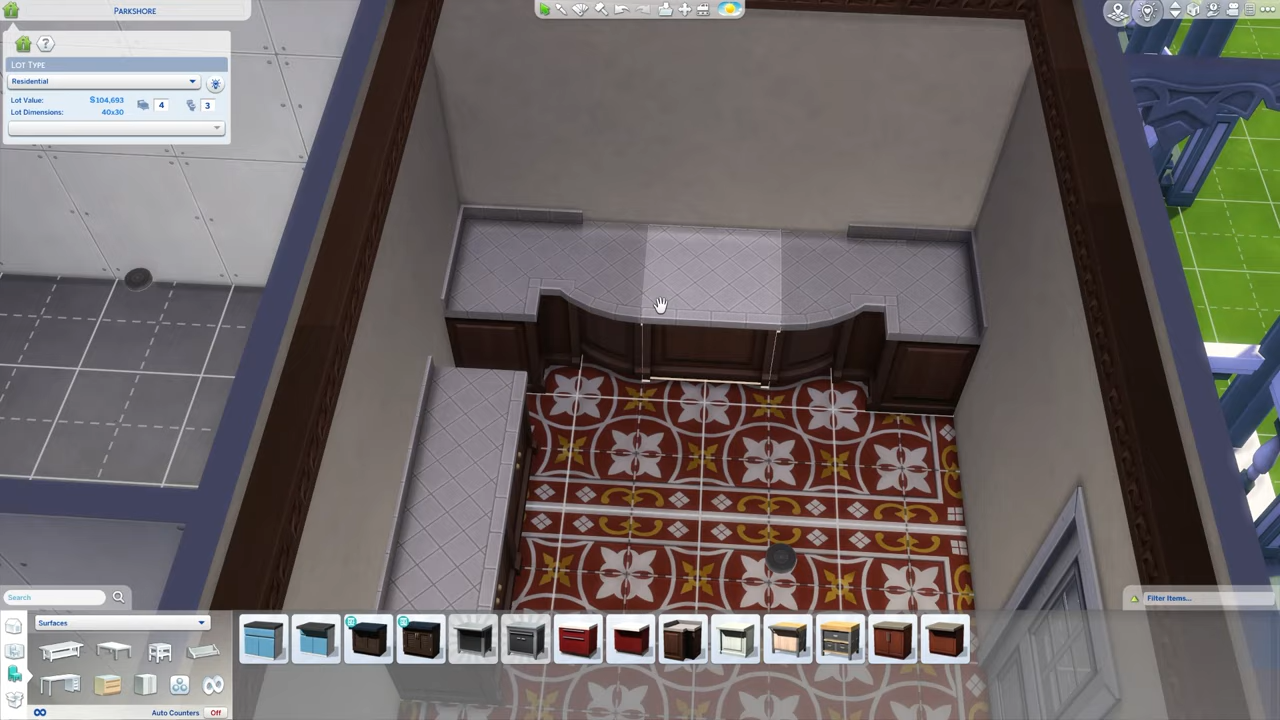 PARKSHORE
?
LOT TYPE
Residential
Lot Value: §104,693
4
3
Lot Dimensions: 40x30
Search
Filter Items...
Surfaces
Auto Counters Off